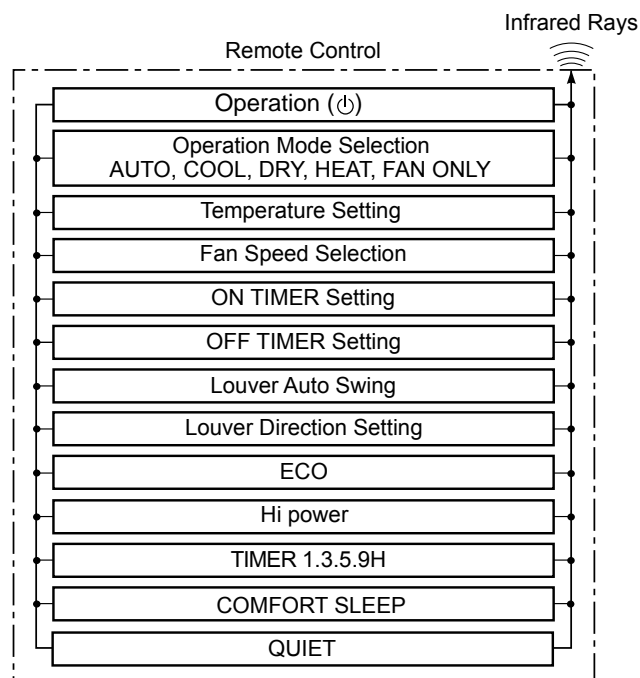 Infrared Rays
Remote Control
Operation (⏻)
Operation Mode Selection
AUTO, COOL, DRY, HEAT, FAN ONLY
Temperature Setting
Fan Speed Selection
ON TIMER Setting
OFF TIMER Setting
Louver Auto Swing
Louver Direction Setting
ECO
Hi power
TIMER 1.3.5.9H
COMFORT SLEEP
QUIET